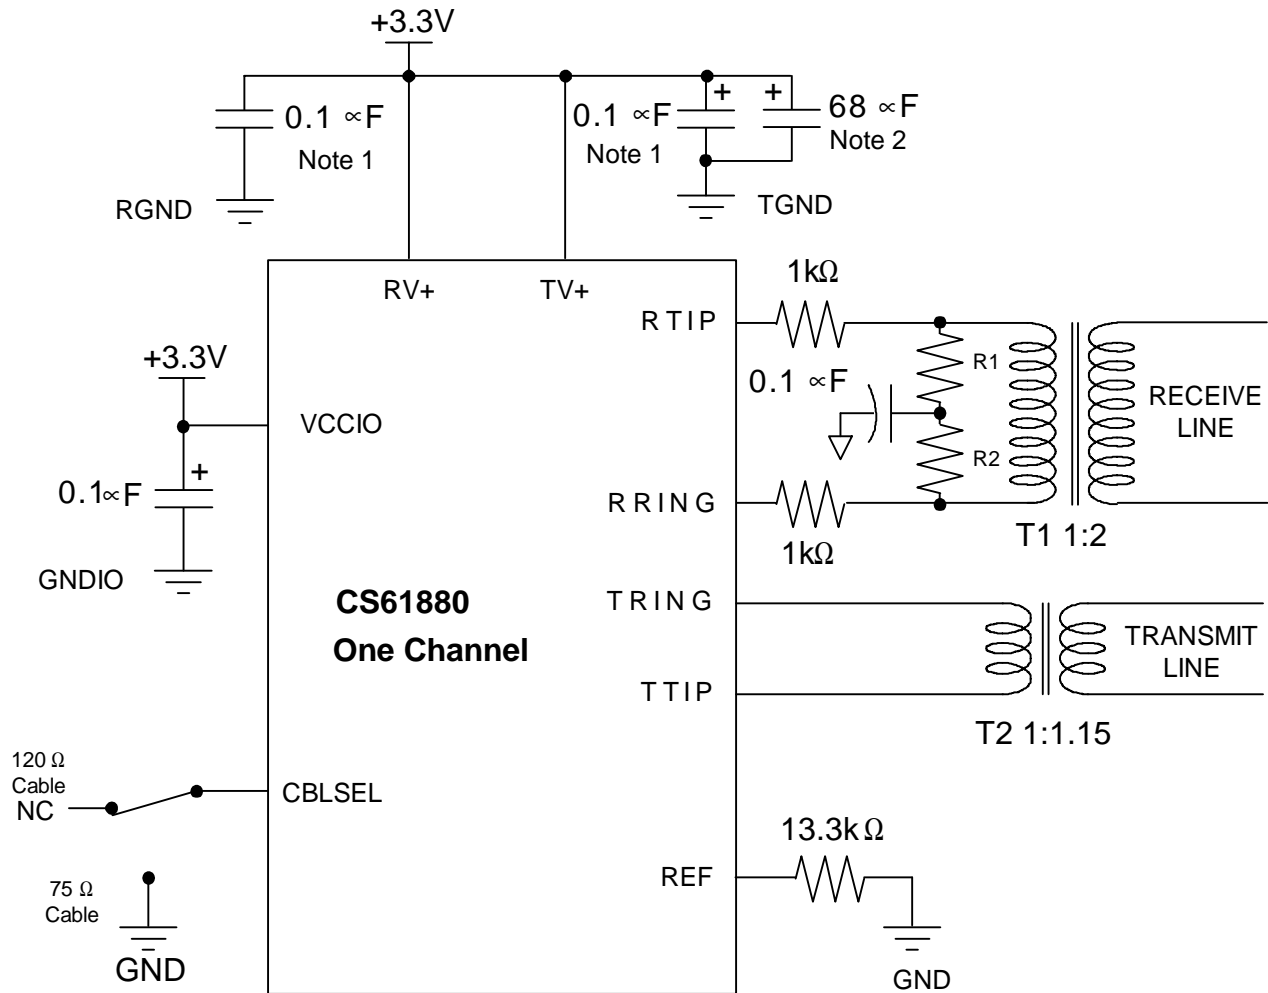 +3.3V
0.1 ∝F
Note 1
0.1 ∝F
Note 1
+
+
68 ∝F
Note 2
RGND
TGND
RV+
TV+
RTIP
1kΩ
R1
0.1 ∝F
R2
RECEIVE
LINE
+3.3V
VCCIO
+
0.1∝F
GNDIO
RRING
1kΩ
T1 1:2
CS61880
One Channel
TRING
TTIP
TRANSMIT
LINE
T2 1:1.15
120 Ω
Cable
NC
CBLSEL
75 Ω
Cable
GND
REF
13.3k Ω
GND